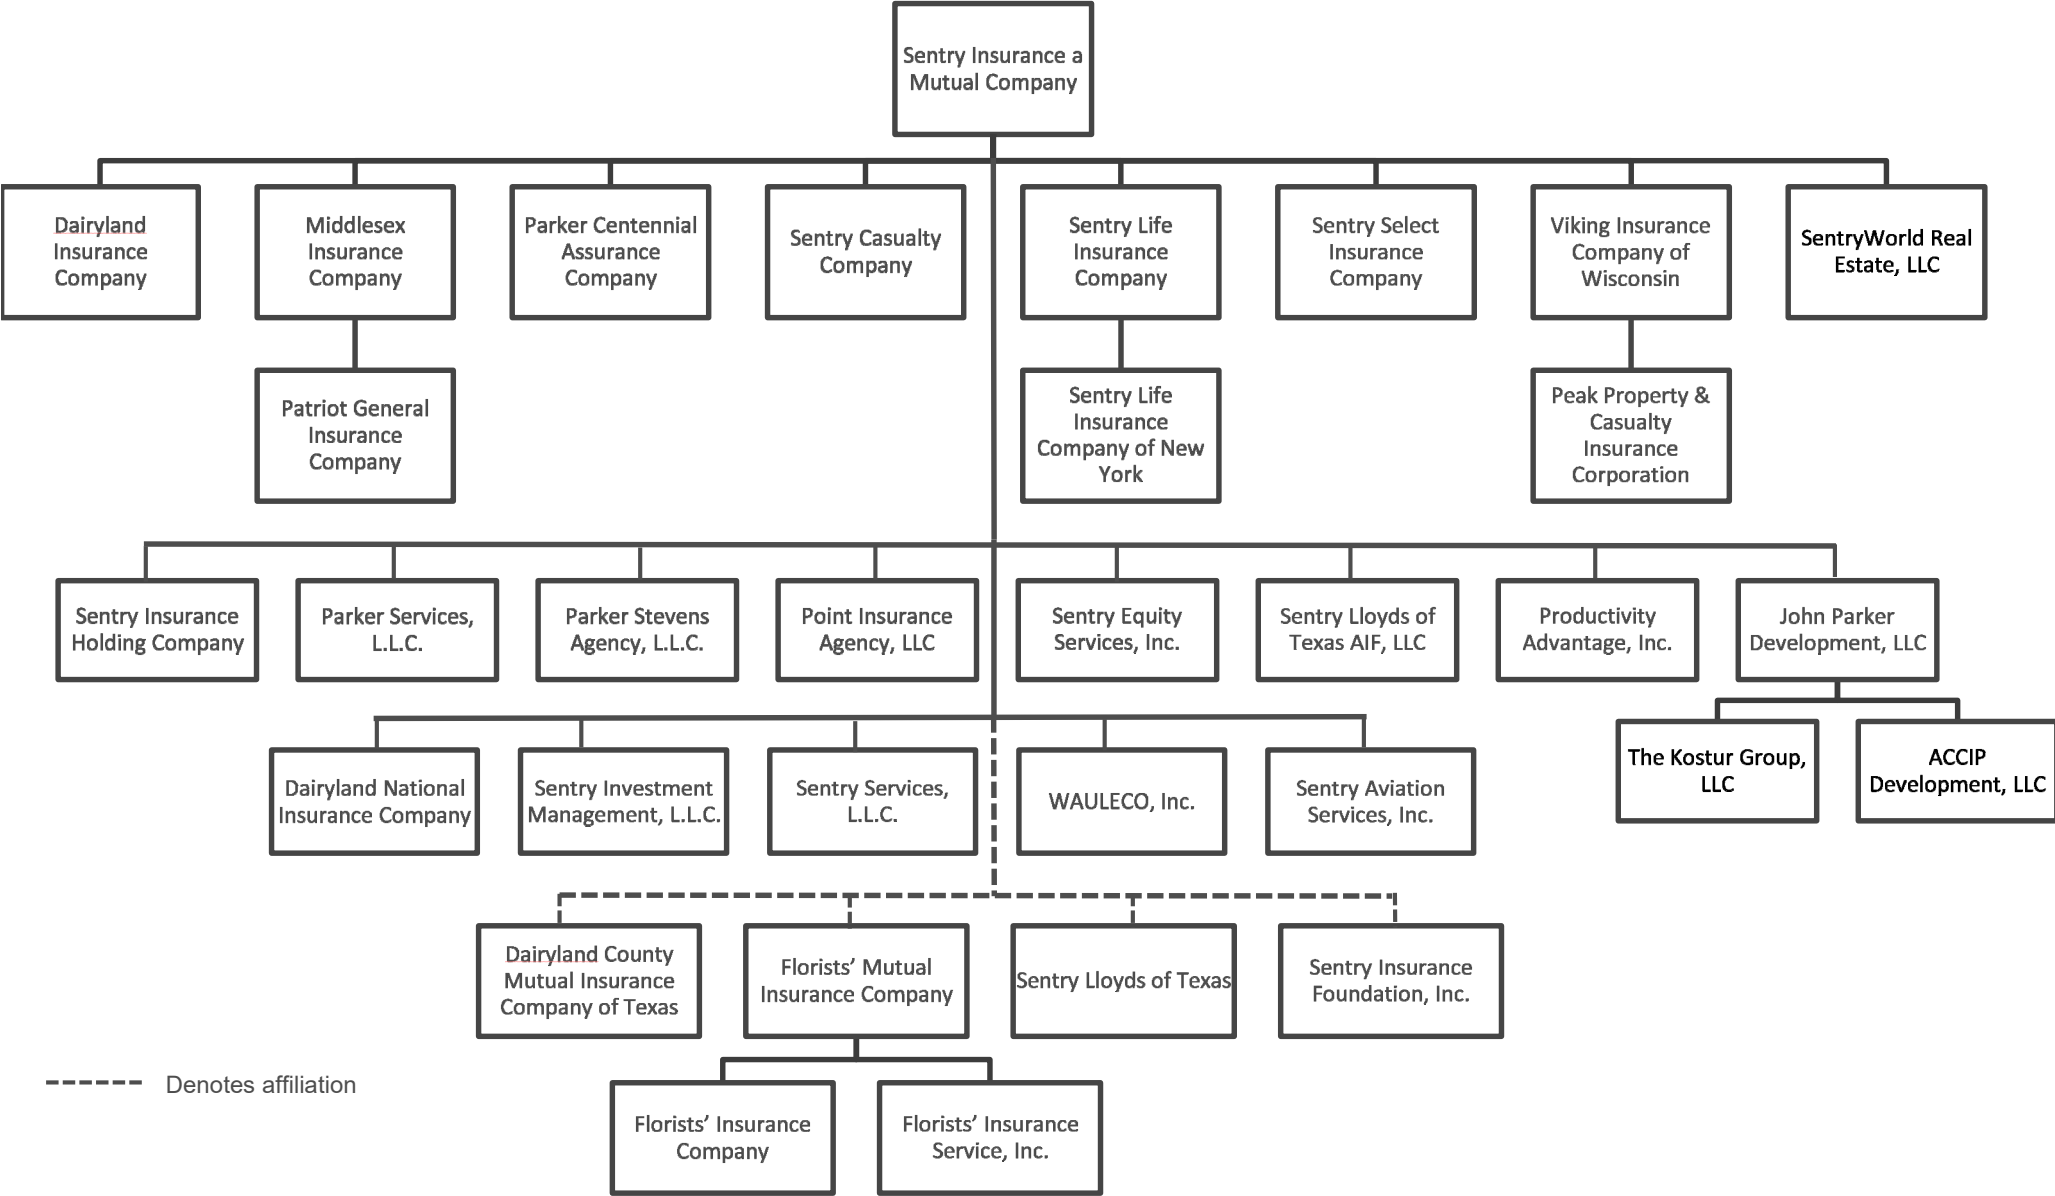 Sentry Insurance a
Mutual Company
Dairyland
Insurance
Company
Middlesex
Insurance
Company
Parker Centennial
Assurance
Company
Sentry Casualty
Company
Sentry Life
Insurance
Company
Sentry Select
Insurance
Company
Viking Insurance
Company of
Wisconsin
SentryWorld Real
Estate, LLC
Patriot General
Insurance
Company
Sentry Life
Insurance
Company of New
York
Peak Property &
Casualty
Insurance
Corporation
Sentry Insurance
Holding Company
Parker Services,
L.L.C.
Parker Stevens
Agency, L.L.C.
Point Insurance
Agency, LLC
Sentry Equity
Services, Inc.
Sentry Lloyds of
Texas AIF, LLC
Productivity
Advantage, Inc.
John Parker
Development, LLC
The Kostur Group,
LLC
ACCIP
Development, LLC
Dairyland National
Insurance Company
Sentry Investment
Management, L.L.C.
Sentry Services,
L.L.C.
WAULECO, Inc.
Sentry Aviation
Services, Inc.
Dairyland County
Mutual Insurance
Company of Texas
Florists’ Mutual
Insurance Company
Sentry Lloyds of Texas
Sentry Insurance
Foundation, Inc.
Denotes affiliation
Florists’ Insurance
Company
Florists’ Insurance
Service, Inc.